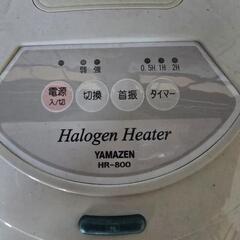 弱 強 0.5H 1H 2H
電源 入/切 切換 首振 タイマー
Halogen Heater
YAMAZEN
HR-800